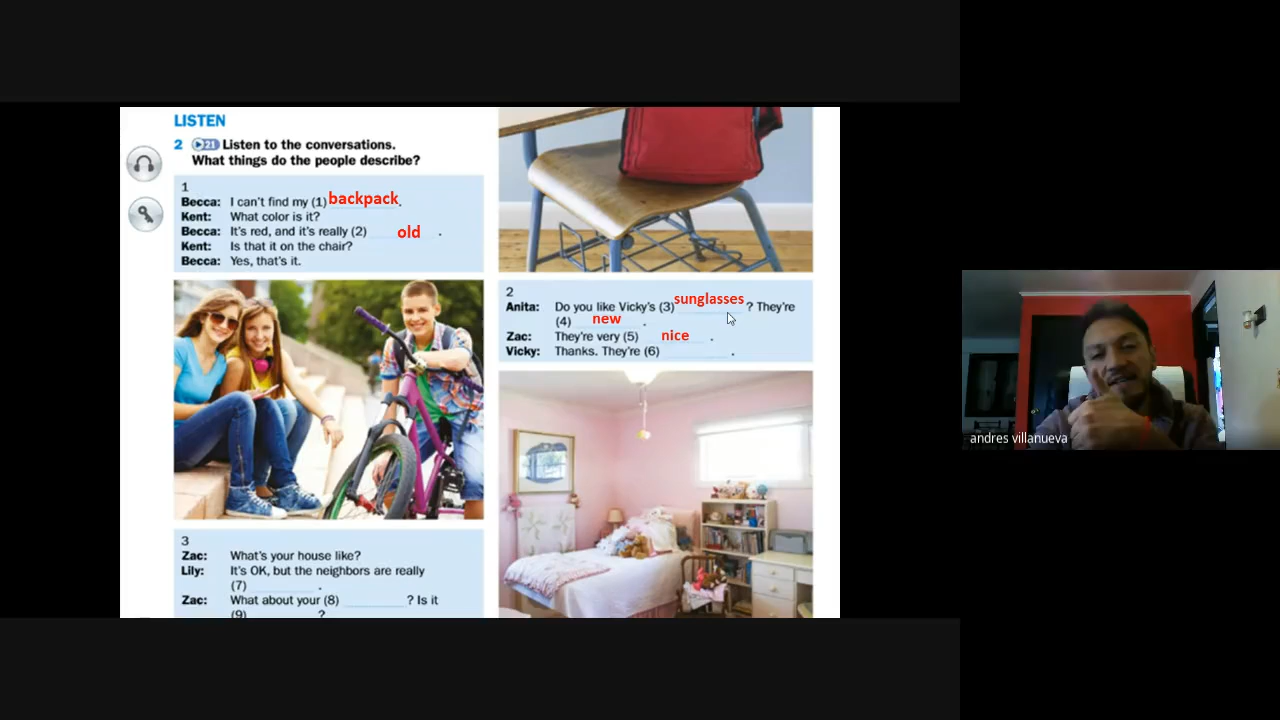 LISTEN
2 21 Listen to the conversations.
What things do the people describe?
1
Becca: I can't find my (1) backpack.
Kent: What color is it?
Becca: It's red, and it's really (2) old .
Kent: Is that it on the chair?
Becca: Yes, that's it.
2
Anita: Do you like Vicky's (3) sunglasses ? They're
(4) new .
Zac: They're very (5) nice .
Vicky: Thanks. They're (6) .
3
Zac: What's your house like?
Lily: It's OK, but the neighbors are really
(7) .
Zac: What about your (8) ? Is it
(9) ?
andres villanueva